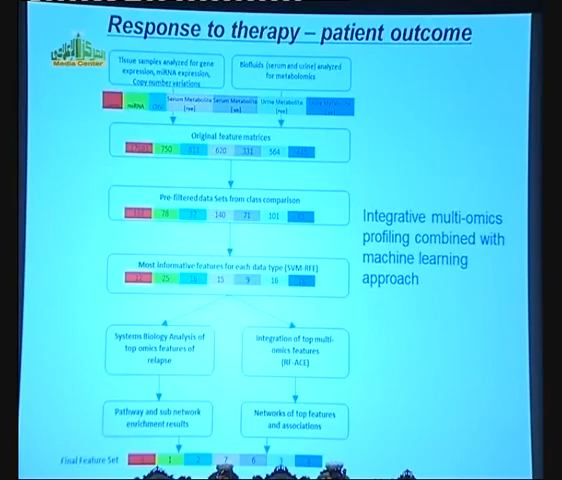 Response to therapy – patient outcome
Media Center
Tissue samples analyzed for gene
expression, miRNA expression,
Copy number variations
Biofluids (serum and urine) analyzed
for metabolomics
miRNA
Serum Metabolite Serum Metabolite Urine Metabolite
Original feature matrices
750 620 331 564
Pre-filtered data Sets from class comparison
78 140 71 101
Integrative multi-omics
profiling combined with
machine learning
approach
Most informative features for each data type (SVM-RFE)
25 15 9 16
Systems Biology Analysis of
top omics features of
relapse
Integration of top multi-
omics features
(RF-ACE)
Pathway and sub network
enrichment results
Networks of top features
and associations
Final Feature Set 1 7 6